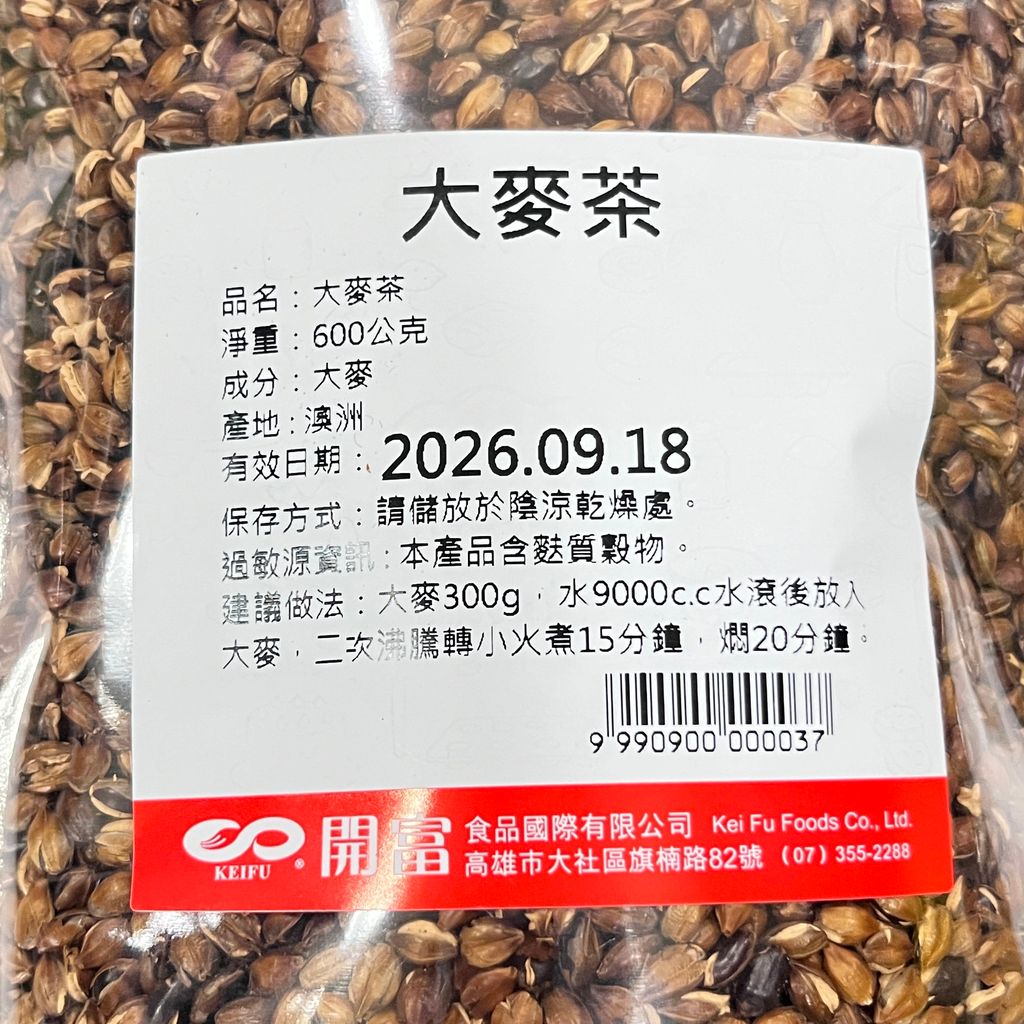 大麥茶
品名：大麥茶
淨重：600公克
成分：大麥
產地：澳洲
有效日期：2026.09.18
保存方式：請儲放於陰涼乾燥處。
過敏源資訊：本產品含麩質穀物。
建議做法：大麥300g，水9000c.c水滾後放入
大麥，二次沸騰轉小火煮15分鐘，燜20分鐘。
9 990900 000037
KEIFU ® 開富 食品國際有限公司 Kei Fu Foods Co., Ltd.
高雄市大社區旗楠路82號 (07) 355-2288